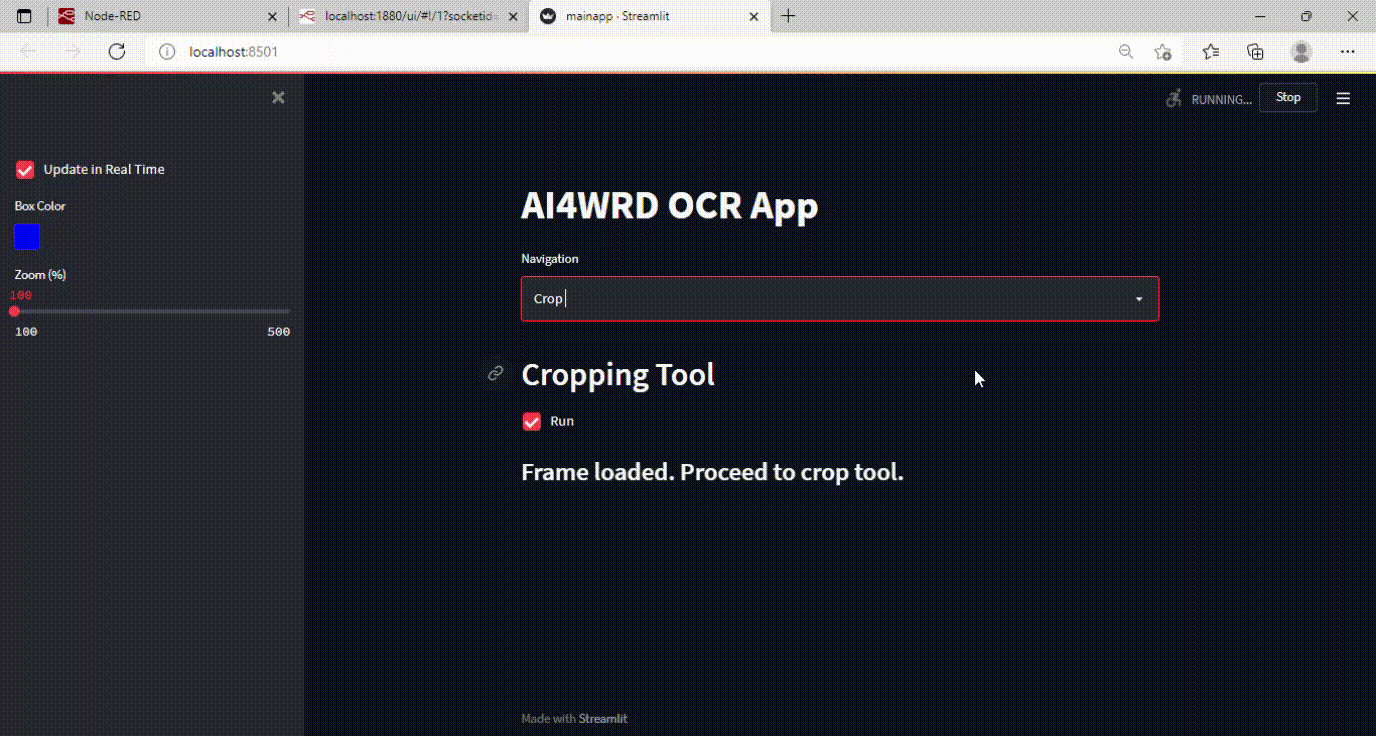 Node-RED
localhost:1880/ui/#!/1?socketid=
mainapp · Streamlit
localhost:8501
RUNNING...
Stop
Update in Real Time
Box Color
Zoom (%)
100
100
500
AI4WRD OCR App
Navigation
Crop
Cropping Tool
Run
Frame loaded. Proceed to crop tool.
Made with Streamlit